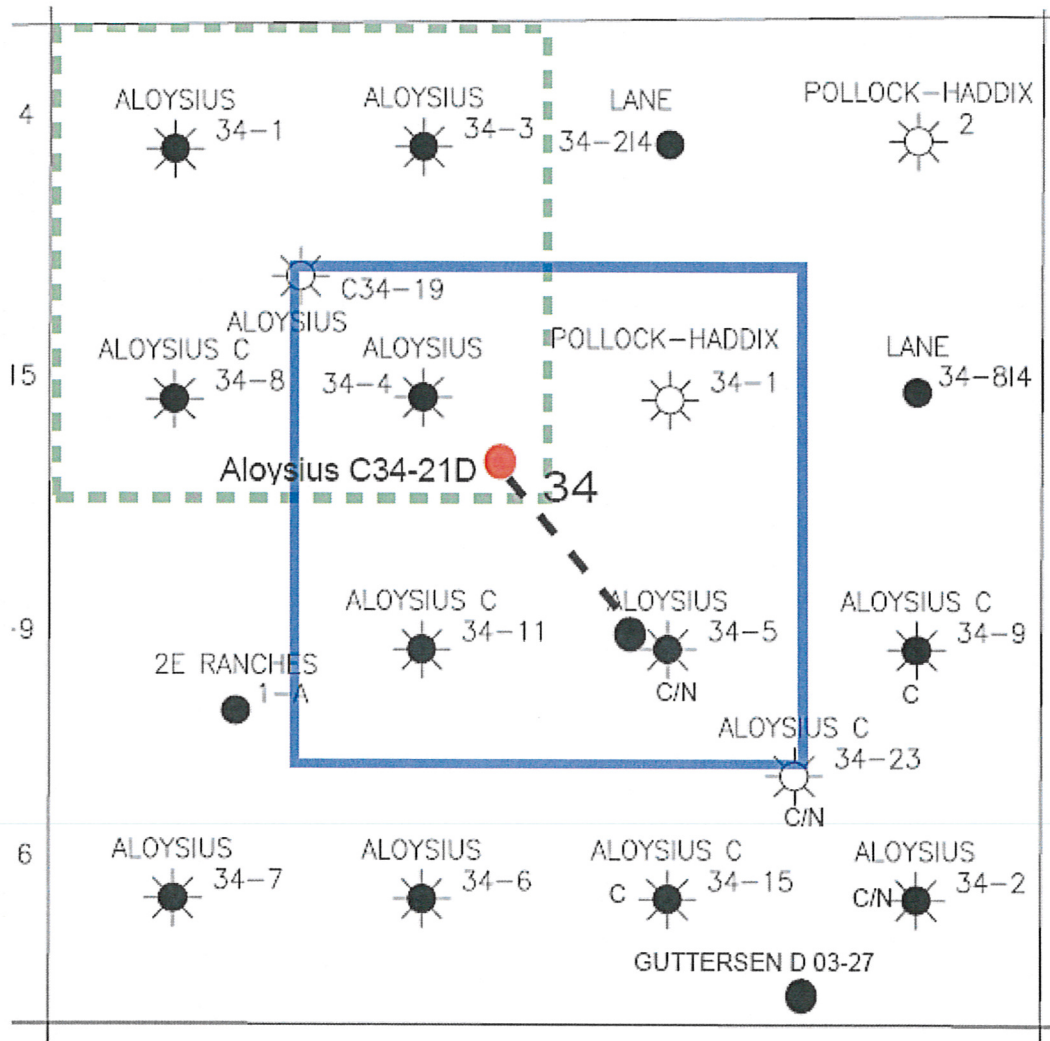 4
ALOYSIUS
34-1
ALOYSIUS
34-3
LANE
34-2I4
POLLOCK-HADDIX
2
C34-19
ALOYSIUS
15
ALOYSIUS C
34-8
ALOYSIUS
34-4
POLLOCK-HADDIX
34-1
LANE
34-8I4
Aloysius C34-21D
34
-9
ALOYSIUS C
34-11
ALOYSIUS
34-5
C/N
ALOYSIUS C
34-9
C
2E RANCHES
1-A
ALOYSIUS C
34-23
C/N
6
ALOYSIUS
34-7
ALOYSIUS
34-6
ALOYSIUS C
C
34-15
ALOYSIUS
C/N
34-2
GUTTERSEN D 03-27